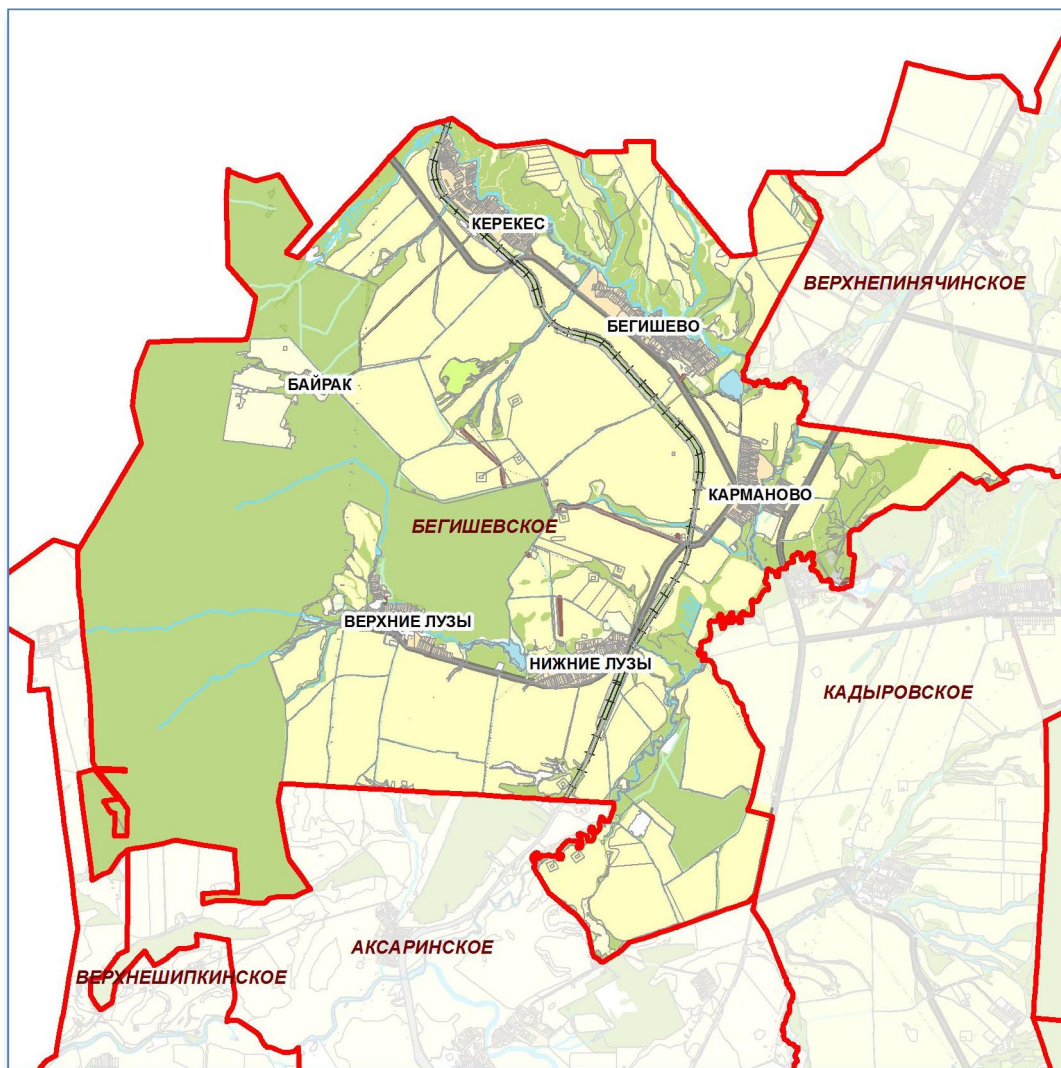 КЕРЕКЕС
ВЕРХНЕПИНЯЧИНСКОЕ
БЕГИШЕВО
БАЙРАК
КАРМАНОВО
БЕГИШЕВСКОЕ
ВЕРХНИЕ ЛУЗЫ
НИЖНИЕ ЛУЗЫ
КАДЫРОВСКОЕ
АКСАРИНСКОЕ
ВЕРХНЕШИПКИНСКОЕ